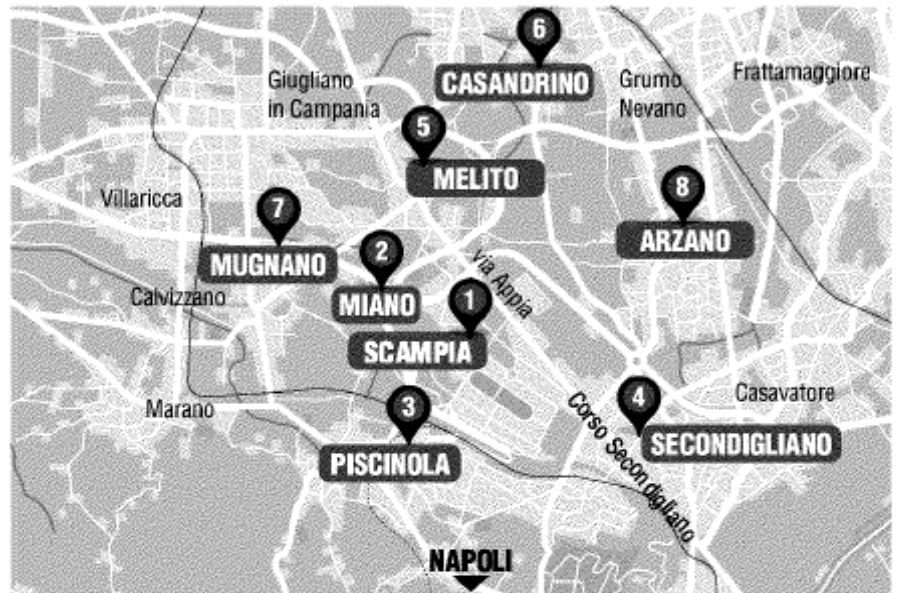 6
CASANDRINO
Giugliano
in Campania
Grumo
Nevano
Frattamaggiore
5
MELITO
Villaricca
7
MUGNANO
8
ARZANO
2
MIANO
Via Appia
Calvizzano
1
SCAMPIA
Marano
3
PISCINOLA
4
SECONDIGLIANO
Casavatore
Corso Secondigliano
NAPOLI